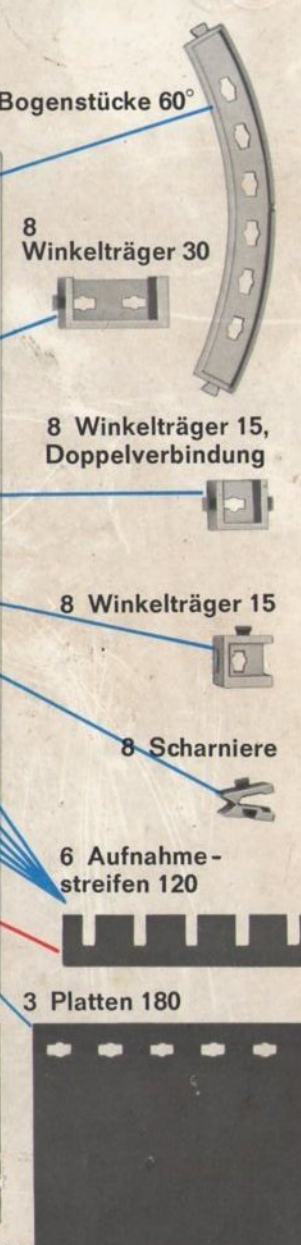 Bogenstücke 60°
8
Winkelträger 30
8 Winkelträger 15,
Doppelverbindung
8 Winkelträger 15
8 Scharniere
6 Aufnahme-
streifen 120
3 Platten 180